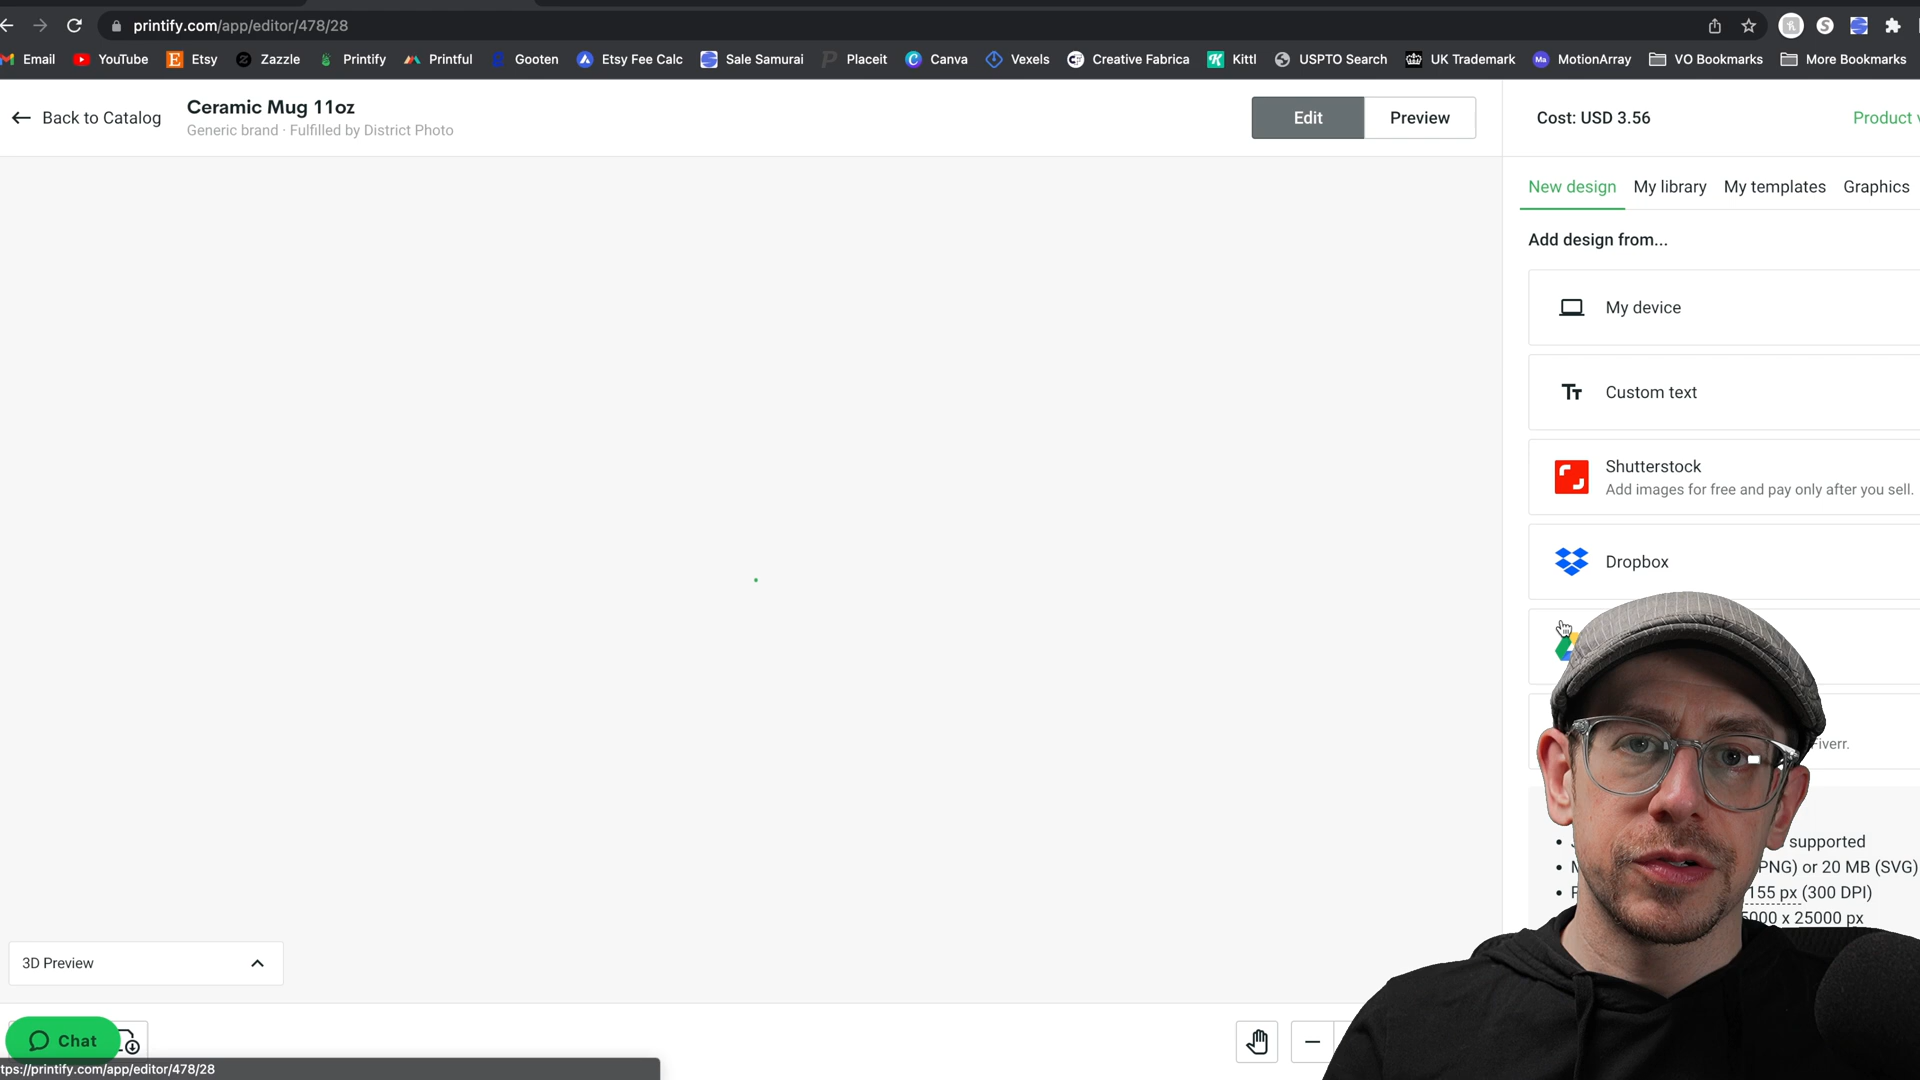 printify.com/app/editor/478/28
Email YouTube Etsy Zazzle Printify Printful Gooten Etsy Fee Calc Sale Samurai Placeit Canva Vexels Creative Fabrica Kittl USPTO Search UK Trademark MotionArray VO Bookmarks More Bookmarks
Back to Catalog
Ceramic Mug 11oz
Generic brand · Fulfilled by District Photo
Edit Preview
Cost: USD 3.56
Product
New design My library My templates Graphics
Add design from...
My device
Custom text
Shutterstock
Add images for free and pay only after you sell.
Dropbox
Fiverr.
supported
PNG) or 20 MB (SVG)
155 px (300 DPI)
5000 x 25000 px
3D Preview
Chat
tps://printify.com/app/editor/478/28